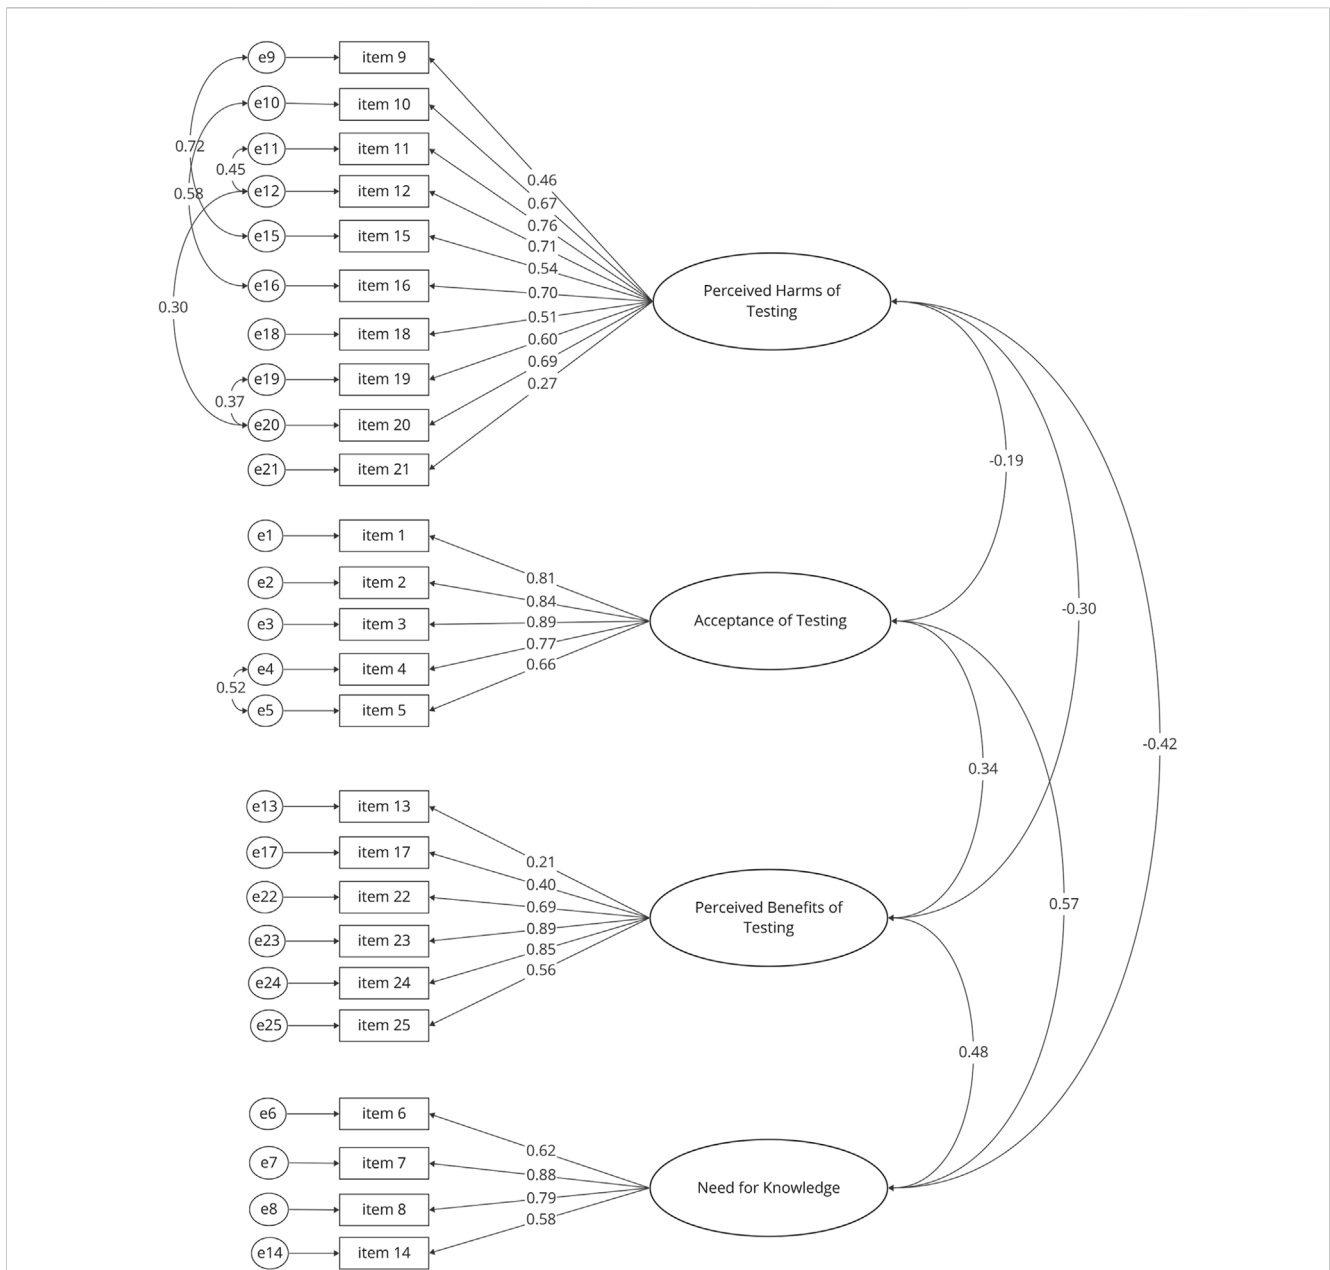 e9 item 9
e10 item 10
0.72 e11 item 11
0.45
0.58 e12 item 12
e15 item 15
e16 item 16
0.30
e18 item 18
e19 item 19
0.37
e20 item 20
e21 item 21
0.46
0.67
0.76
0.71
0.54
0.70
0.51
0.60
0.69
0.27
Perceived Harms of
Testing
-0.19
-0.30
-0.42
e1 item 1
e2 item 2
e3 item 3
e4 item 4
0.52
e5 item 5
0.81
0.84
0.89
0.77
0.66
Acceptance of Testing
0.34
0.57
e13 item 13
e17 item 17
e22 item 22
e23 item 23
e24 item 24
e25 item 25
0.21
0.40
0.69
0.89
0.85
0.56
Perceived Benefits of
Testing
0.48
e6 item 6
e7 item 7
e8 item 8
e14 item 14
0.62
0.88
0.79
0.58
Need for Knowledge